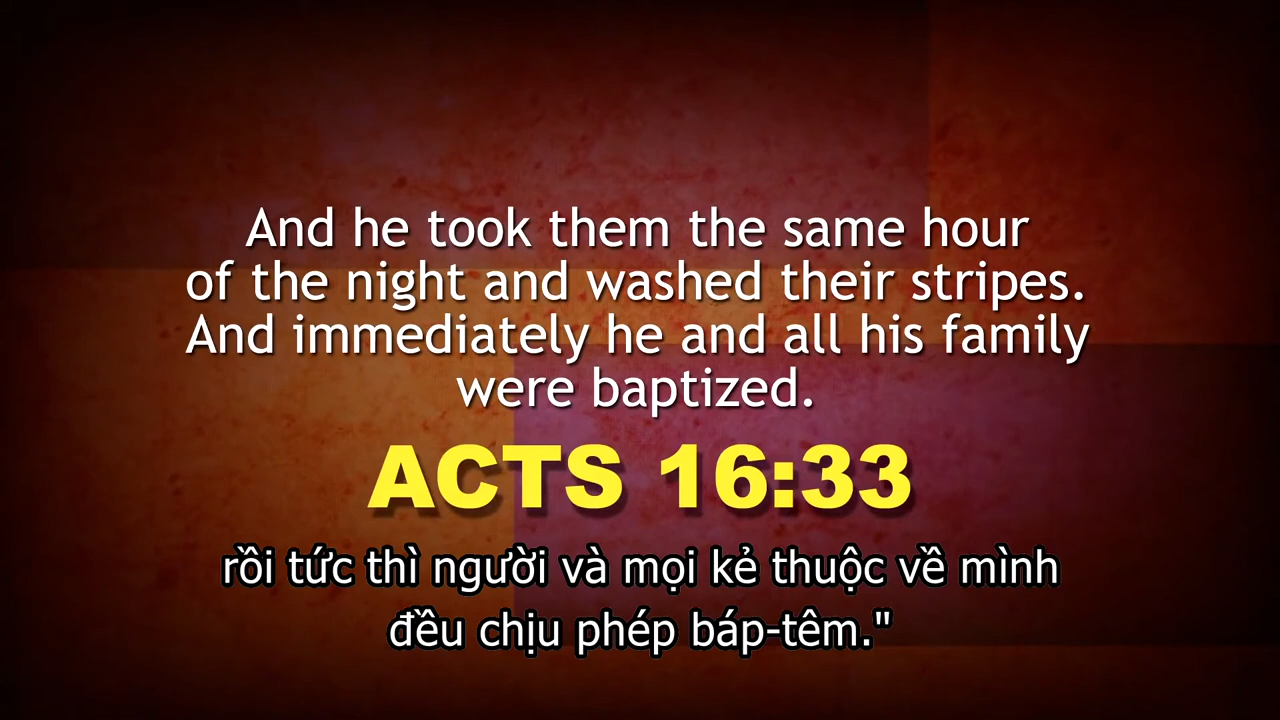 And he took them the same hour
of the night and washed their stripes.
And immediately he and all his family
were baptized.
ACTS 16:33
rồi tức thì người và mọi kẻ thuộc về mình
đều chịu phép báp-têm."